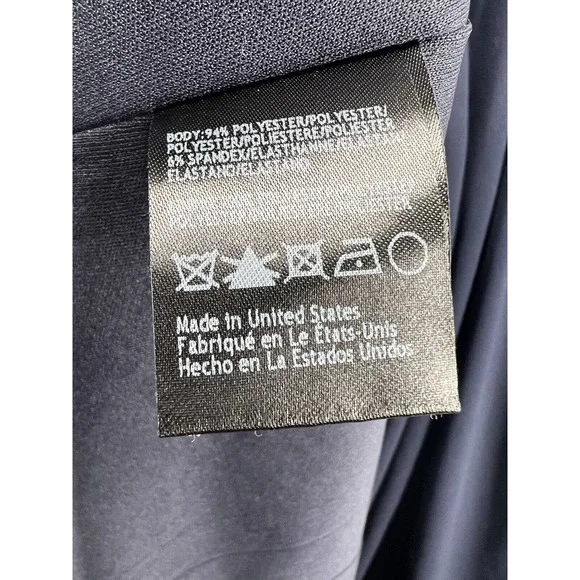 BODY:94% POLYESTER/POLYESTER/
POLYESTER/POLIESTERE/POLIESTER
6% SPANDEX/ELASTHANNE/ELASTAN/
ELASTANO/
Made in United States
Fabriqué en Le États-Unis
Hecho en La Estados Unidos